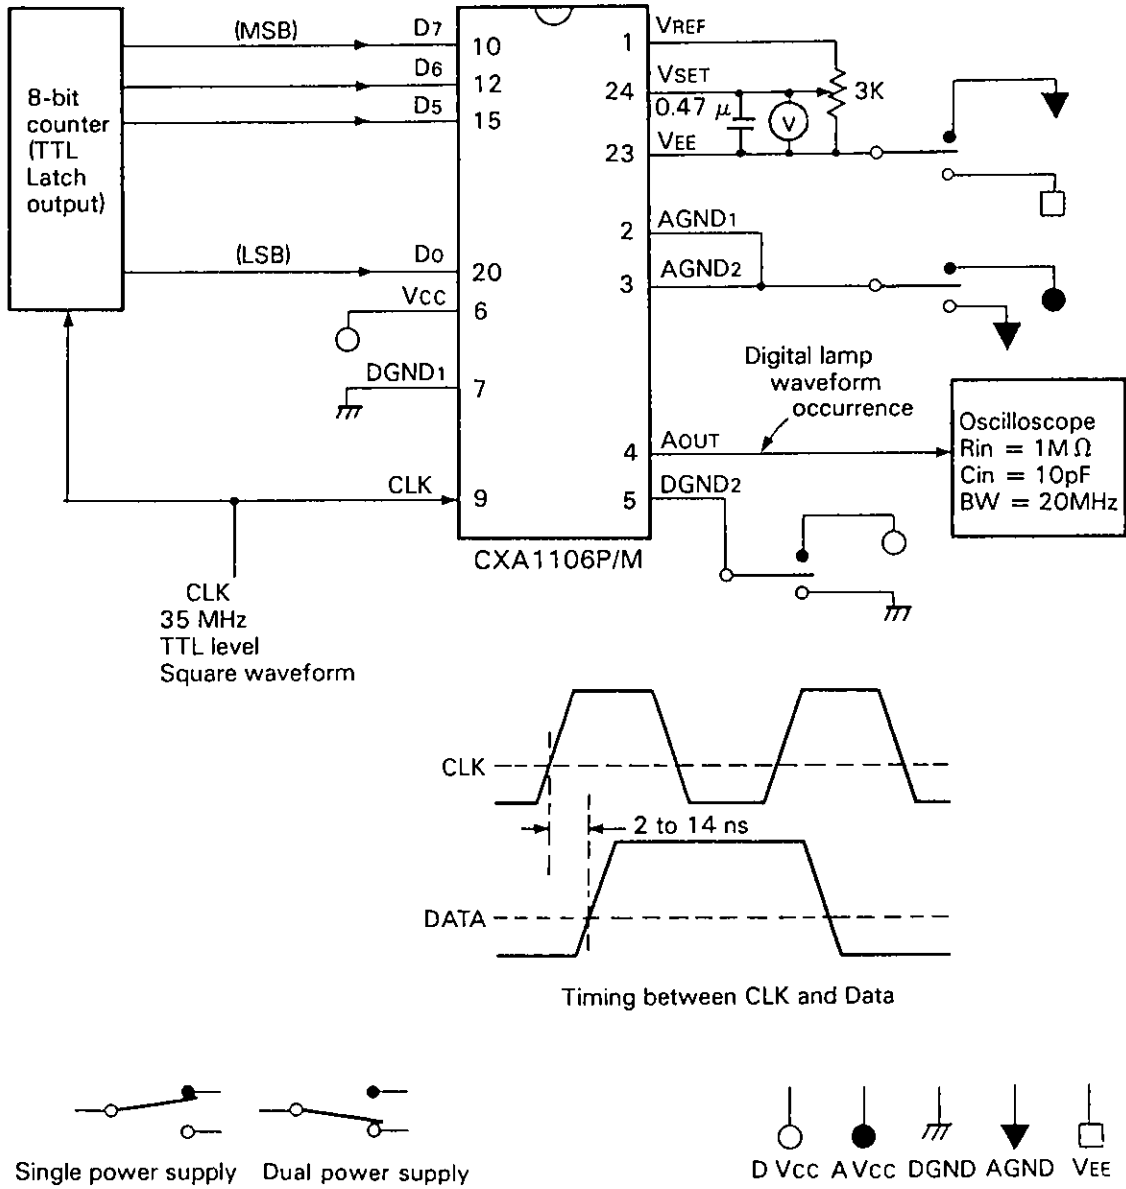 8-bit
counter
(TTL
Latch
output)
(MSB)
D7
10
D6
12
D5
15
(LSB)
D0
20
VCC
6
DGND1
7
CLK
9
CLK
35 MHz
TTL level
Square waveform
1
VREF
24
VSET
0.47 μ
V
3K
23
VEE
2
AGND1
3
AGND2
Digital lamp
waveform
occurrence
4
AOUT
5
DGND2
Oscilloscope
Rin = 1MΩ
Cin = 10pF
BW = 20MHz
CXA1106P/M
CLK
2 to 14 ns
DATA
Timing between CLK and Data
Single power supply
Dual power supply
D VCC
A VCC
DGND
AGND
VEE